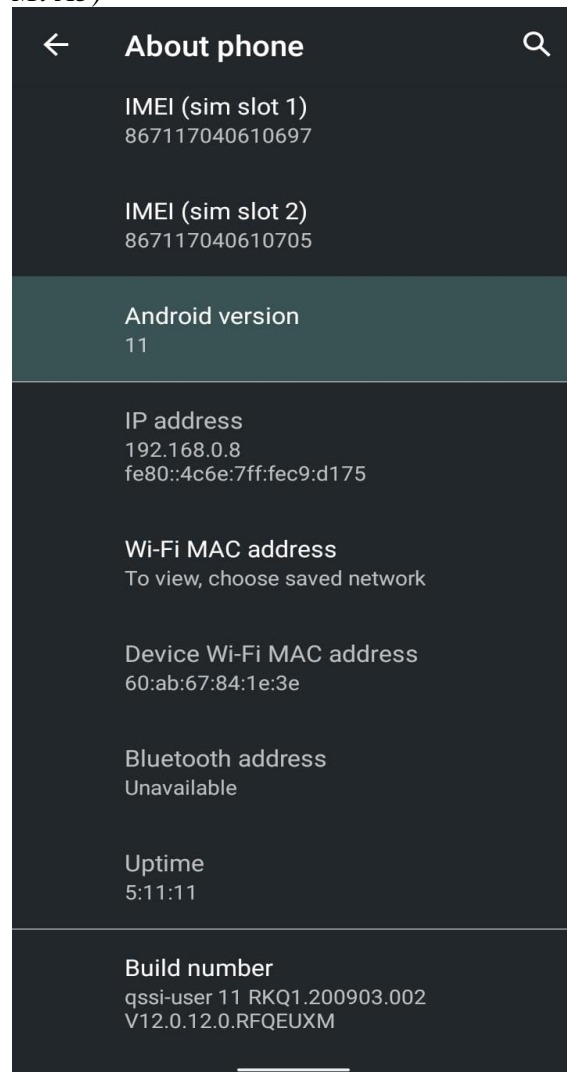 About phone
IMEI (sim slot 1)
867117040610697
IMEI (sim slot 2)
867117040610705
Android version
11
IP address
192.168.0.8
fe80::4c6e:7ff:fec9:d175
Wi-Fi MAC address
To view, choose saved network
Device Wi-Fi MAC address
60:ab:67:84:1e:3e
Bluetooth address
Unavailable
Uptime
5:11:11
Build number
qssi-user 11 RKQ1.200903.002
V12.0.12.0.RFQEUXM